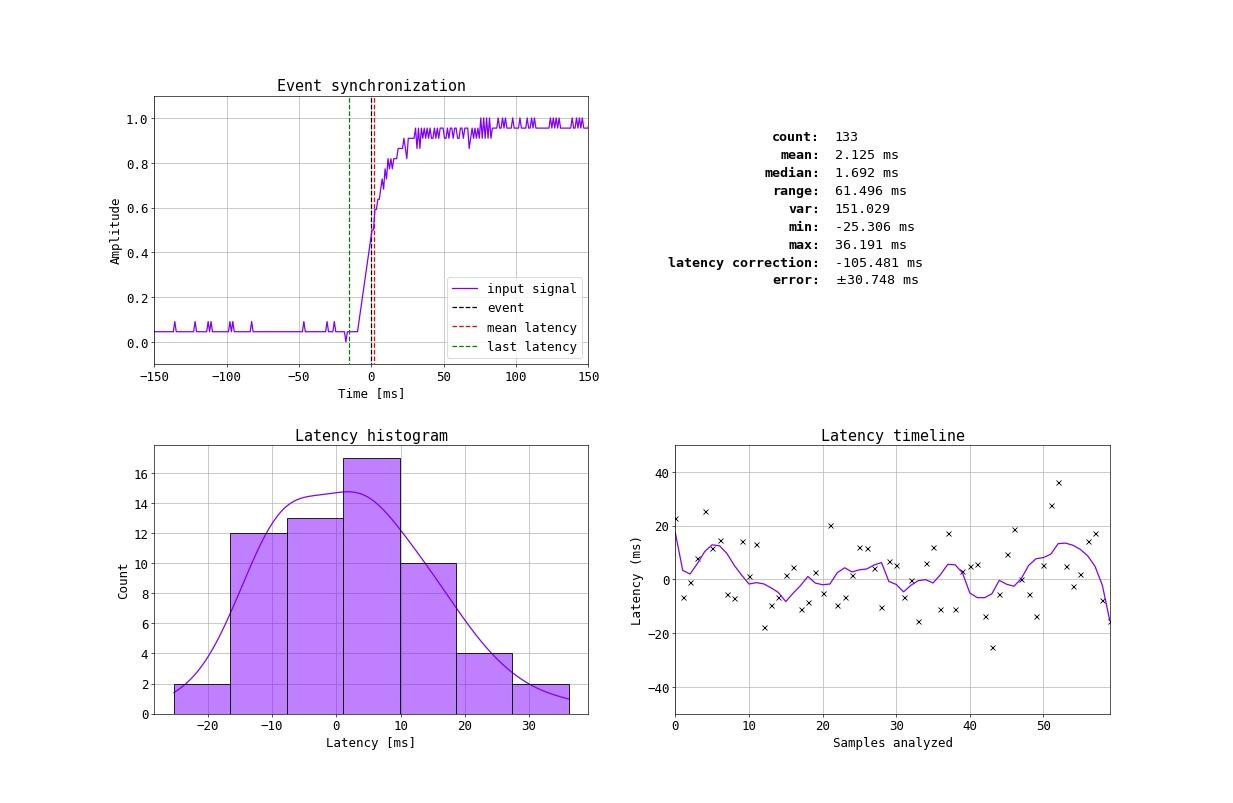 Event synchronization
1.0
0.8
0.6
0.4
0.2
0.0
Amplitude
input signal
event
mean latency
last latency
−150 −100 −50 0 50 100 150
Time [ms]
count: 133
mean: 2.125 ms
median: 1.692 ms
range: 61.496 ms
var: 151.029
min: -25.306 ms
max: 36.191 ms
latency correction: -105.481 ms
error: ±30.748 ms
Latency histogram
16
14
12
10
8
6
4
2
0
Count
−20 −10 0 10 20 30
Latency [ms]
Latency timeline
40
20
0
−20
−40
Latency (ms)
0 10 20 30 40 50
Samples analyzed